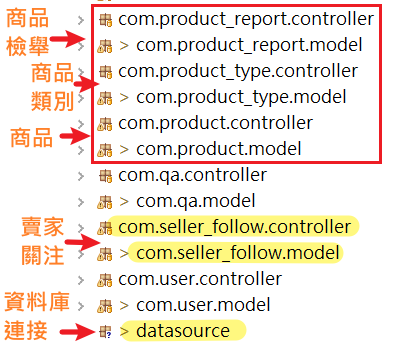 商品
檢舉
com.product_report.controller
> com.product_report.model
商品
類別
com.product_type.controller
> com.product_type.model
商品
com.product.controller
> com.product.model
com.qa.controller
> com.qa.model
賣家
關注
com.seller_follow.controller
> com.seller_follow.model
com.user.controller
> com.user.model
資料庫
連接
> datasource